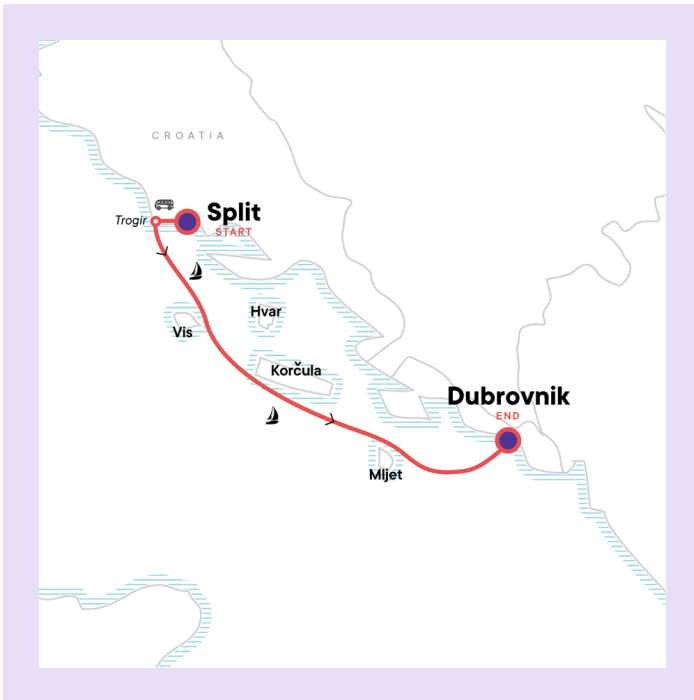 CROATIA
Split
START
Trogir
Hvar
Vis
Korčula
Dubrovnik
END
Mljet